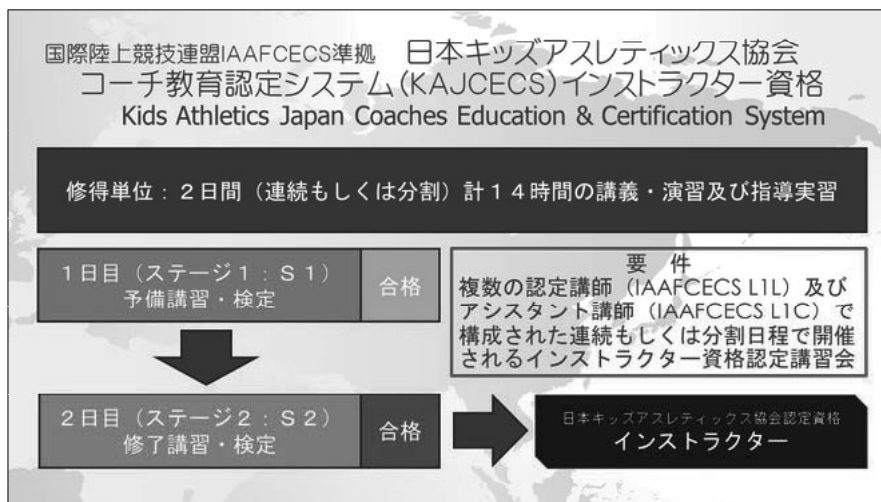 国際陸上競技連盟IAAFCECS準拠 日本キッズアスレティックス協会
コーチ教育認定システム(KAJCECS)インストラクター資格
Kids Athletics Japan Coaches Education & Certification System
修得単位：２日間（連続もしくは分割）計１４時間の講義・演習及び指導実習
１日目（ステージ１：Ｓ１）
予備講習・検定
合格
要　件
複数の認定講師（IAAFCECS L1L）及び
アシスタント講師（IAAFCECS L1C）で
構成された連続もしくは分割日程で開催
されるインストラクター資格認定講習会
２日目（ステージ２：Ｓ２）
修了講習・検定
合格
日本キッズアスレティックス協会認定資格
インストラクター